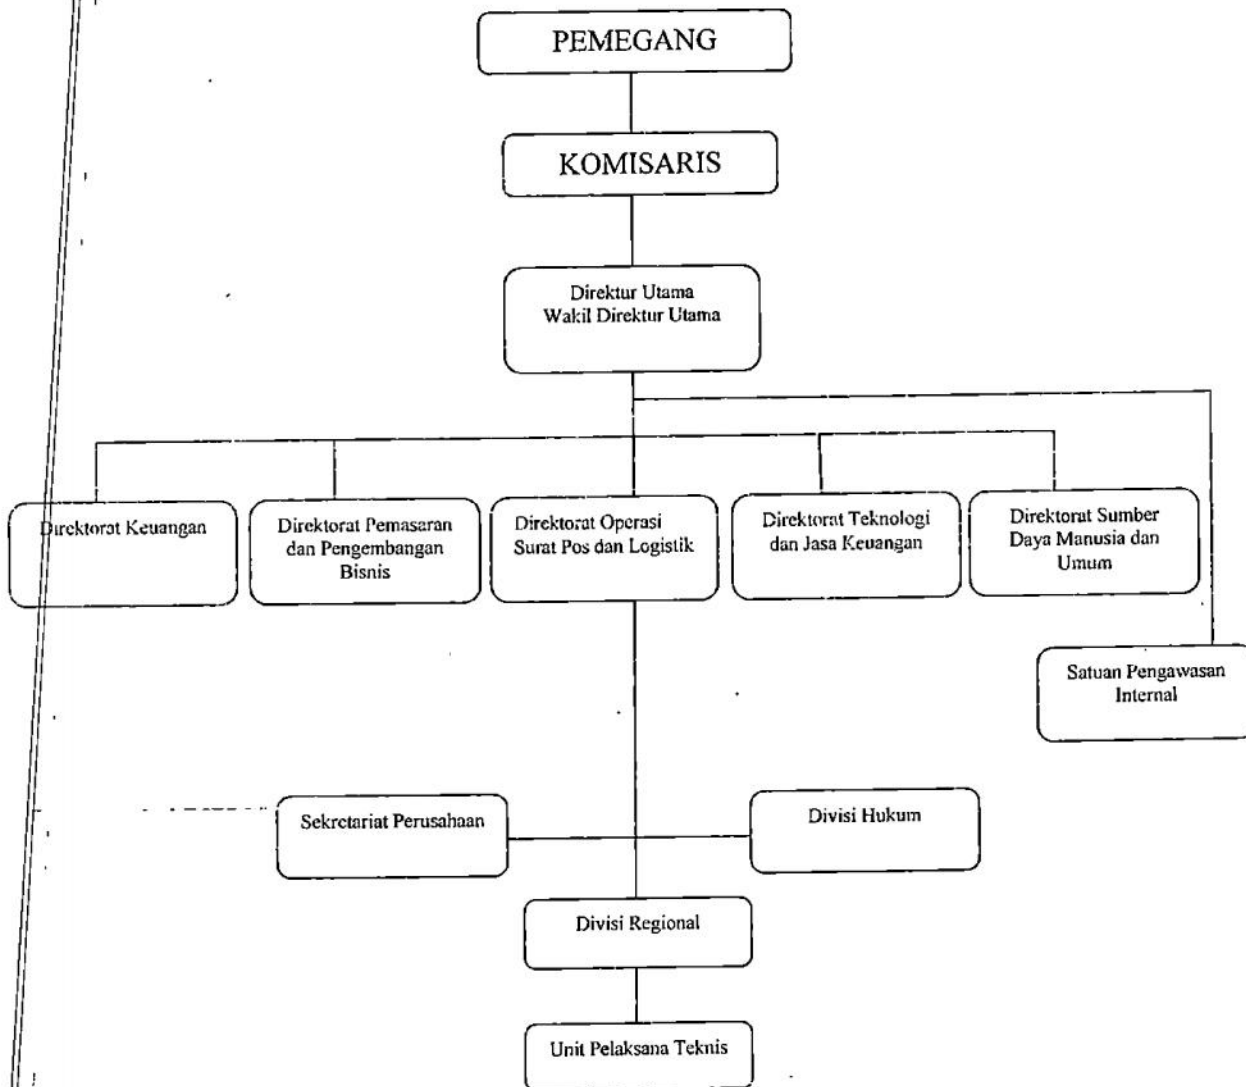 PEMEGANG
KOMISARIS
Direktur Utama
Wakil Direktur Utama
Direktorat Keuangan
Direktorat Pemasaran
dan Pengembangan
Bisnis
Direktorat Operasi
Surat Pos dan Logistik
Direktorat Teknologi
dan Jasa Keuangan
Direktorat Sumber
Daya Manusia dan
Umum
Satuan Pengawasan
Internal
Sekretariat Perusahaan
Divisi Hukum
Divisi Regional
Unit Pelaksana Teknis